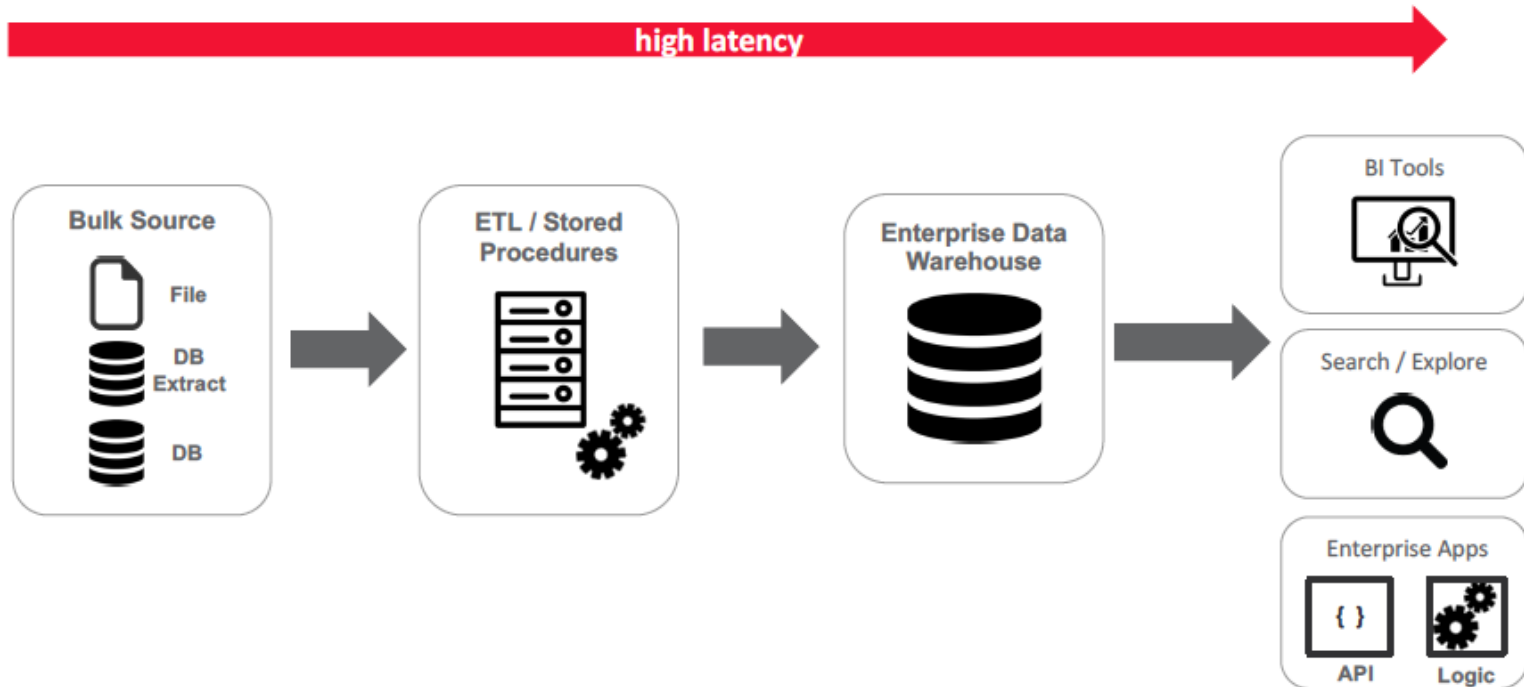 high latency
Bulk Source
File
DB
Extract
DB
ETL / Stored
Procedures
Enterprise Data
Warehouse
BI Tools
Search / Explore
Enterprise Apps
{ }
API
Logic